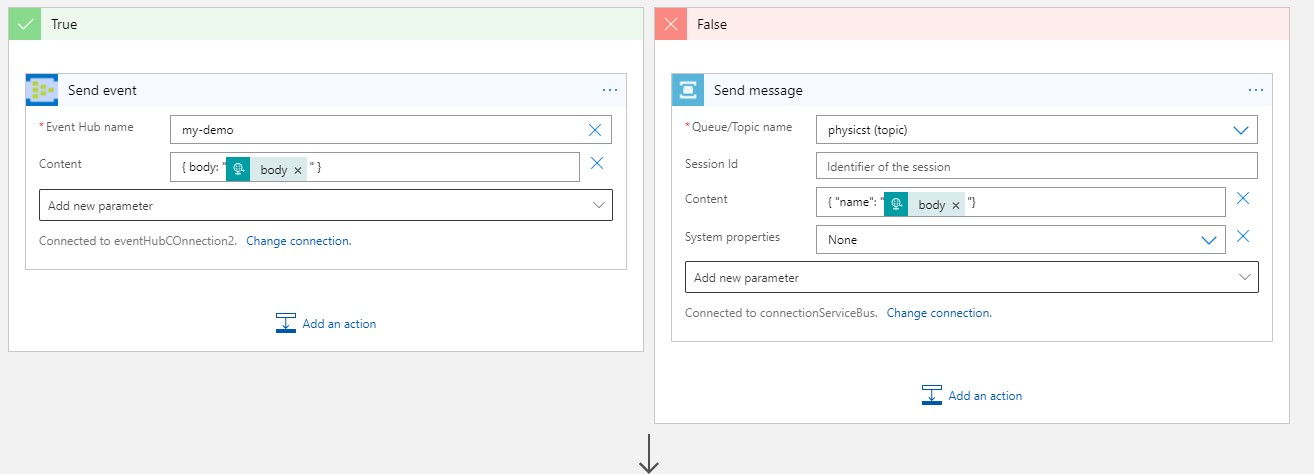 True
Send event
...
* Event Hub name
my-demo
Content
{ body: " body × " }
Add new parameter
Connected to eventHubCOnnection2. Change connection.
Add an action
False
Send message
...
* Queue/Topic name
physicst (topic)
Session Id
Identifier of the session
Content
{ "name": " body × "}
System properties
None
Add new parameter
Connected to connectionServiceBus. Change connection.
Add an action